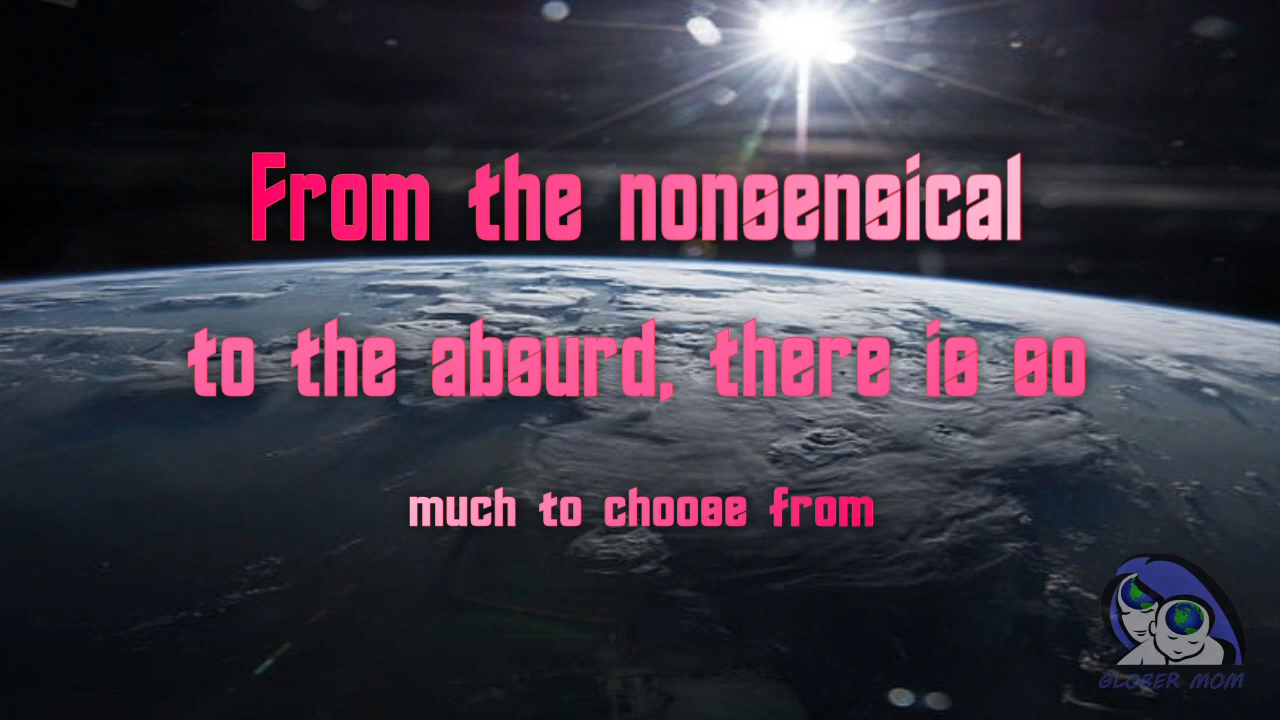 From the nonsensical
to the absurd, there is so
much to choose from
GLOBER MOM